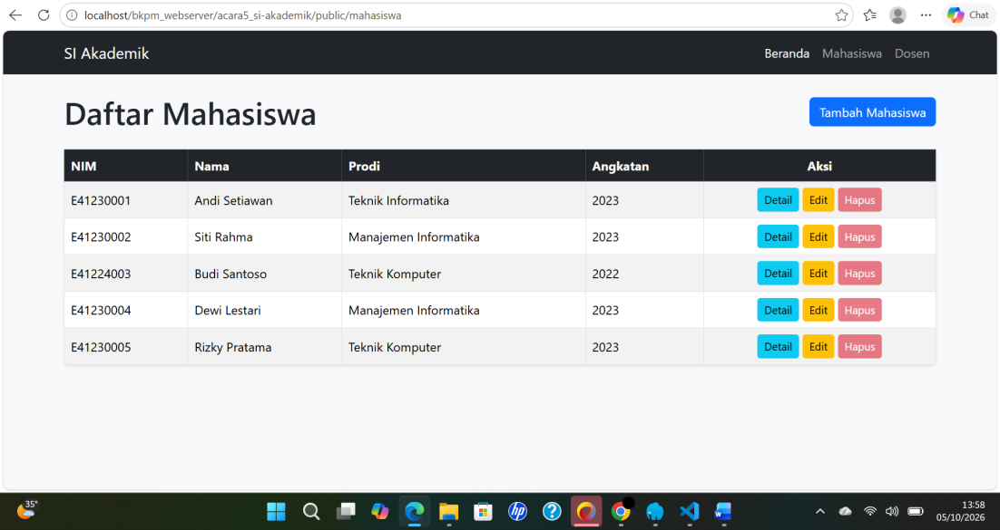 localhost/bkpm_webserver/acara5_si-akademik/public/mahasiswa
Chat
SI Akademik
Beranda Mahasiswa Dosen
Daftar Mahasiswa
Tambah Mahasiswa
NIM Nama Prodi Angkatan Aksi
E41230001 Andi Setiawan Teknik Informatika 2023 Detail Edit Hapus
E41230002 Siti Rahma Manajemen Informatika 2023 Detail Edit Hapus
E41224003 Budi Santoso Teknik Komputer 2022 Detail Edit Hapus
E41230004 Dewi Lestari Manajemen Informatika 2023 Detail Edit Hapus
E41230005 Rizky Pratama Teknik Komputer 2023 Detail Edit Hapus
35°
hp
?
W
13:58
05/10/2026